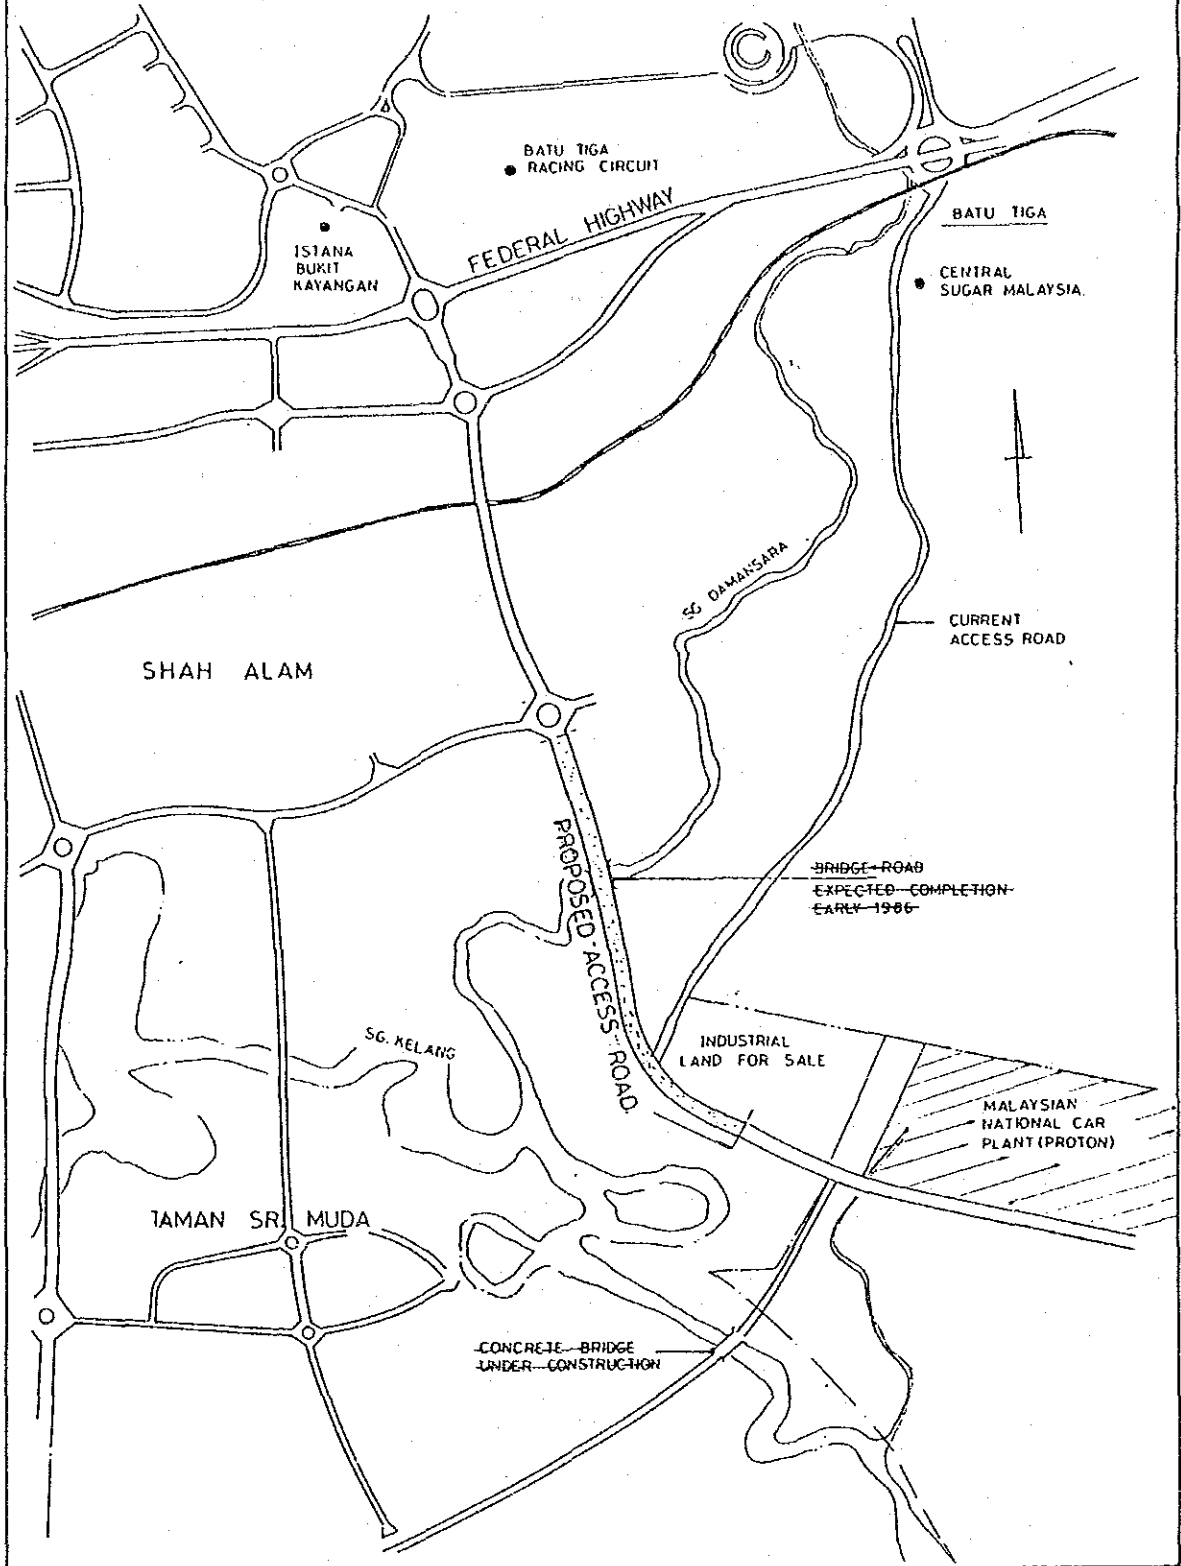 BATU TIGA
RACING CIRCUIT
FEDERAL HIGHWAY
BATU TIGA
ISTANA
BUKIT
KAYANGAN
CENTRAL
SUGAR MALAYSIA.
SG DAMANSARA
CURRENT
ACCESS ROAD
SHAH ALAM
PROPOSED ACCESS ROAD
BRIDGE ROAD
EXPECTED COMPLETION
EARLY 1986
SG. KELANG
INDUSTRIAL
LAND FOR SALE
MALAYSIAN
NATIONAL CAR
PLANT (PROTON)
TAMAN SRI MUDA
CONCRETE BRIDGE
UNDER CONSTRUCTION